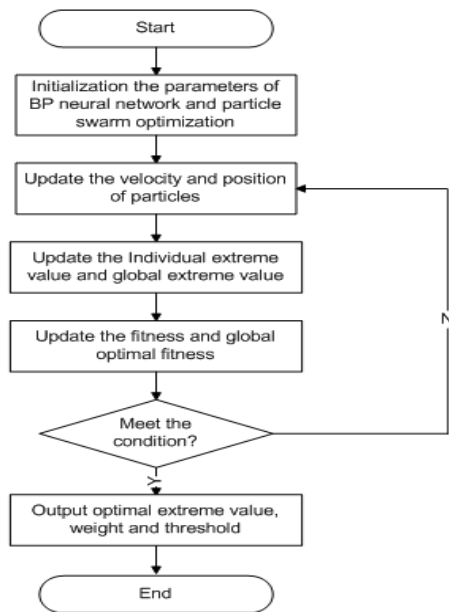 Start
Initialization the parameters of
BP neural network and particle
swarm optimization
Update the velocity and position
of particles
Update the Individual extreme
value and global extreme value
Update the fitness and global
optimal fitness
Meet the
condition?
N
Y
Output optimal extreme value,
weight and threshold
End